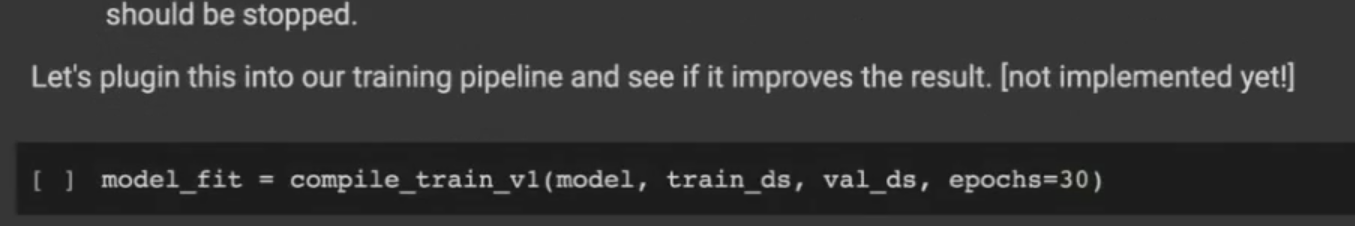 should be stopped.
Let's plugin this into our training pipeline and see if it improves the result. [not implemented yet!]
[ ] model_fit = compile_train_v1(model, train_ds, val_ds, epochs=30)